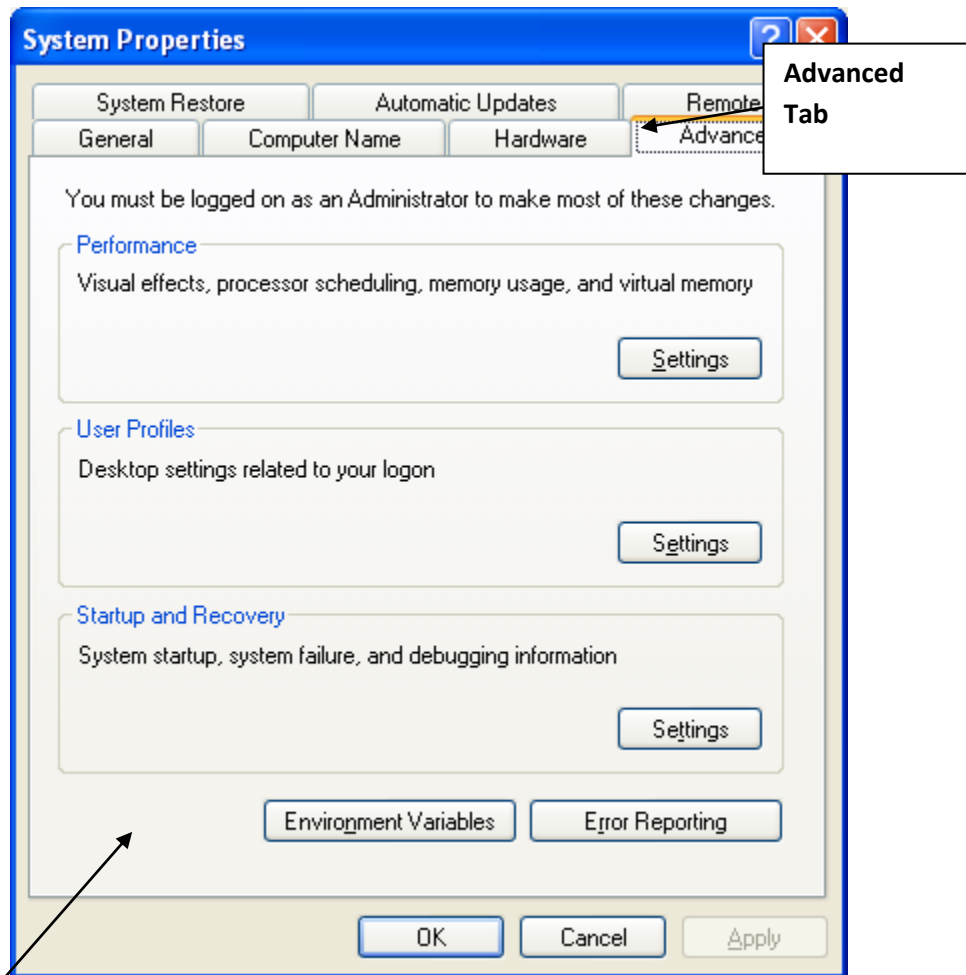 System Properties
Advanced
Tab
System Restore
Automatic Updates
Remote
General
Computer Name
Hardware
Advance
You must be logged on as an Administrator to make most of these changes.
Performance
Visual effects, processor scheduling, memory usage, and virtual memory
Settings
User Profiles
Desktop settings related to your logon
Settings
Startup and Recovery
System startup, system failure, and debugging information
Settings
Environment Variables
Error Reporting
OK
Cancel
Apply